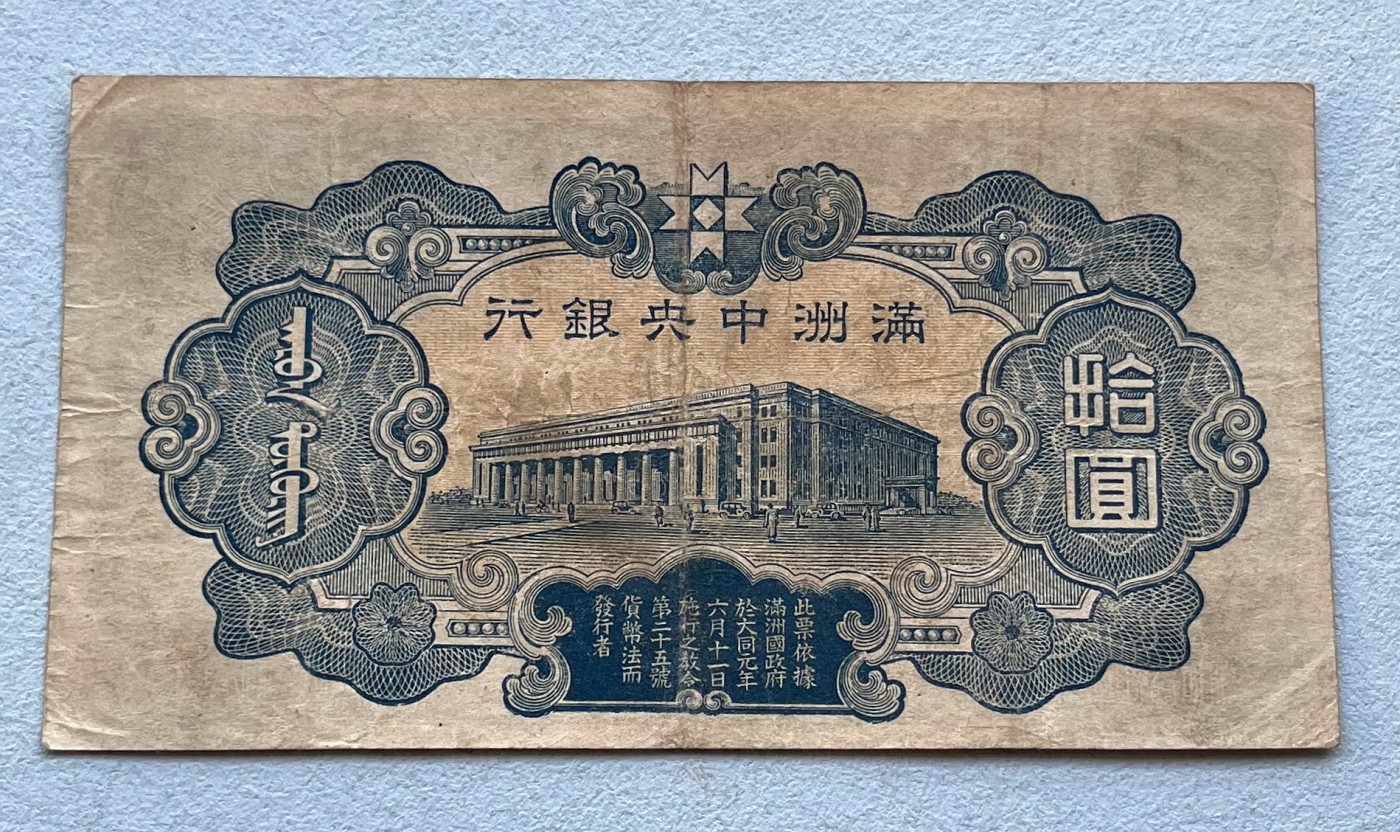 滿洲中央銀行
拾圓
此票依據
滿洲國政府
於大同元年
六月十一日
施行之敎令
第二十五號
貨幣法而
發行者